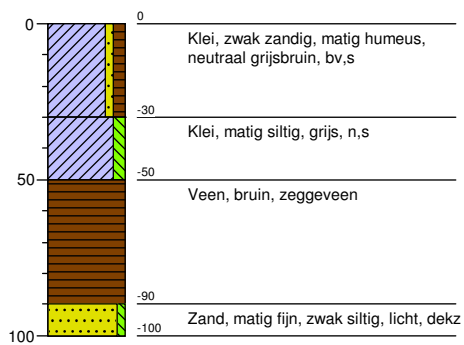 0
0
Klei, zwak zandig, matig humeus,
neutraal grijsbruin, bv,s
-30
Klei, matig siltig, grijs, n,s
50
-50
Veen, bruin, zeggeveen
-90
Zand, matig fijn, zwak siltig, licht, dekz
100
-100